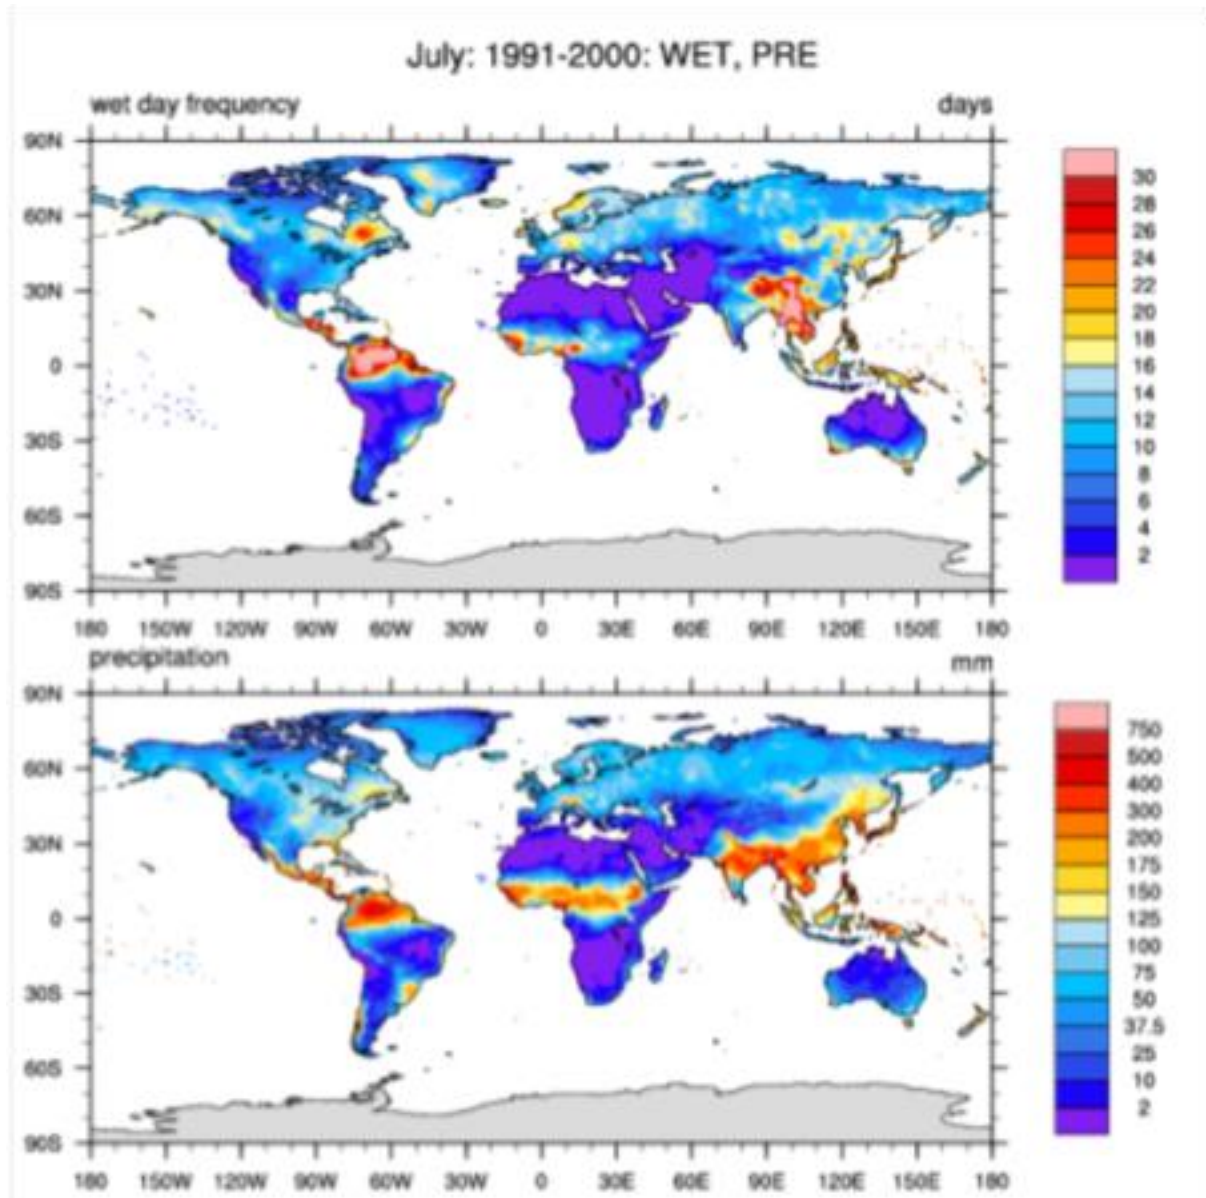 July: 1991-2000: WET, PRE
wet day frequency days
90N
60N
30N
0
30S
60S
90S
180 150W 120W 90W 60W 30W 0 30E 60E 90E 120E 150E 180
30
28
26
24
22
20
18
16
14
12
10
8
6
4
2
precipitation mm
90N
60N
30N
0
30S
60S
90S
180 150W 120W 90W 60W 30W 0 30E 60E 90E 120E 150E 180
750
500
400
300
200
175
150
125
100
75
50
37.5
25
10
2